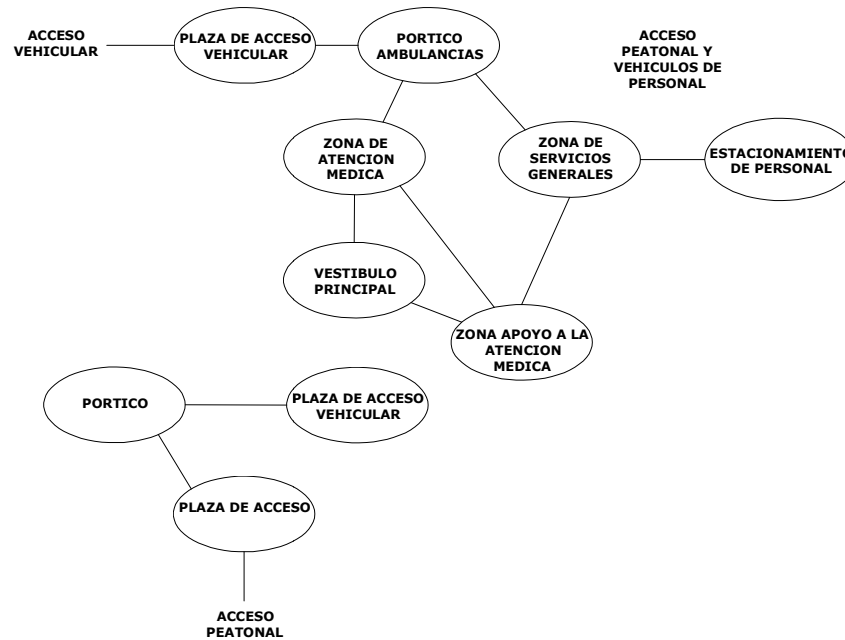 ACCESO
VEHICULAR
PLAZA DE ACCESO
VEHICULAR
PORTICO
AMBULANCIAS
ACCESO
PEATONAL Y
VEHICULOS DE
PERSONAL
ZONA DE
ATENCION
MEDICA
ZONA DE
SERVICIOS
GENERALES
ESTACIONAMIENTO
DE PERSONAL
VESTIBULO
PRINCIPAL
ZONA APOYO A LA
ATENCION
MEDICA
PORTICO
PLAZA DE ACCESO
VEHICULAR
PLAZA DE ACCESO
ACCESO
PEATONAL